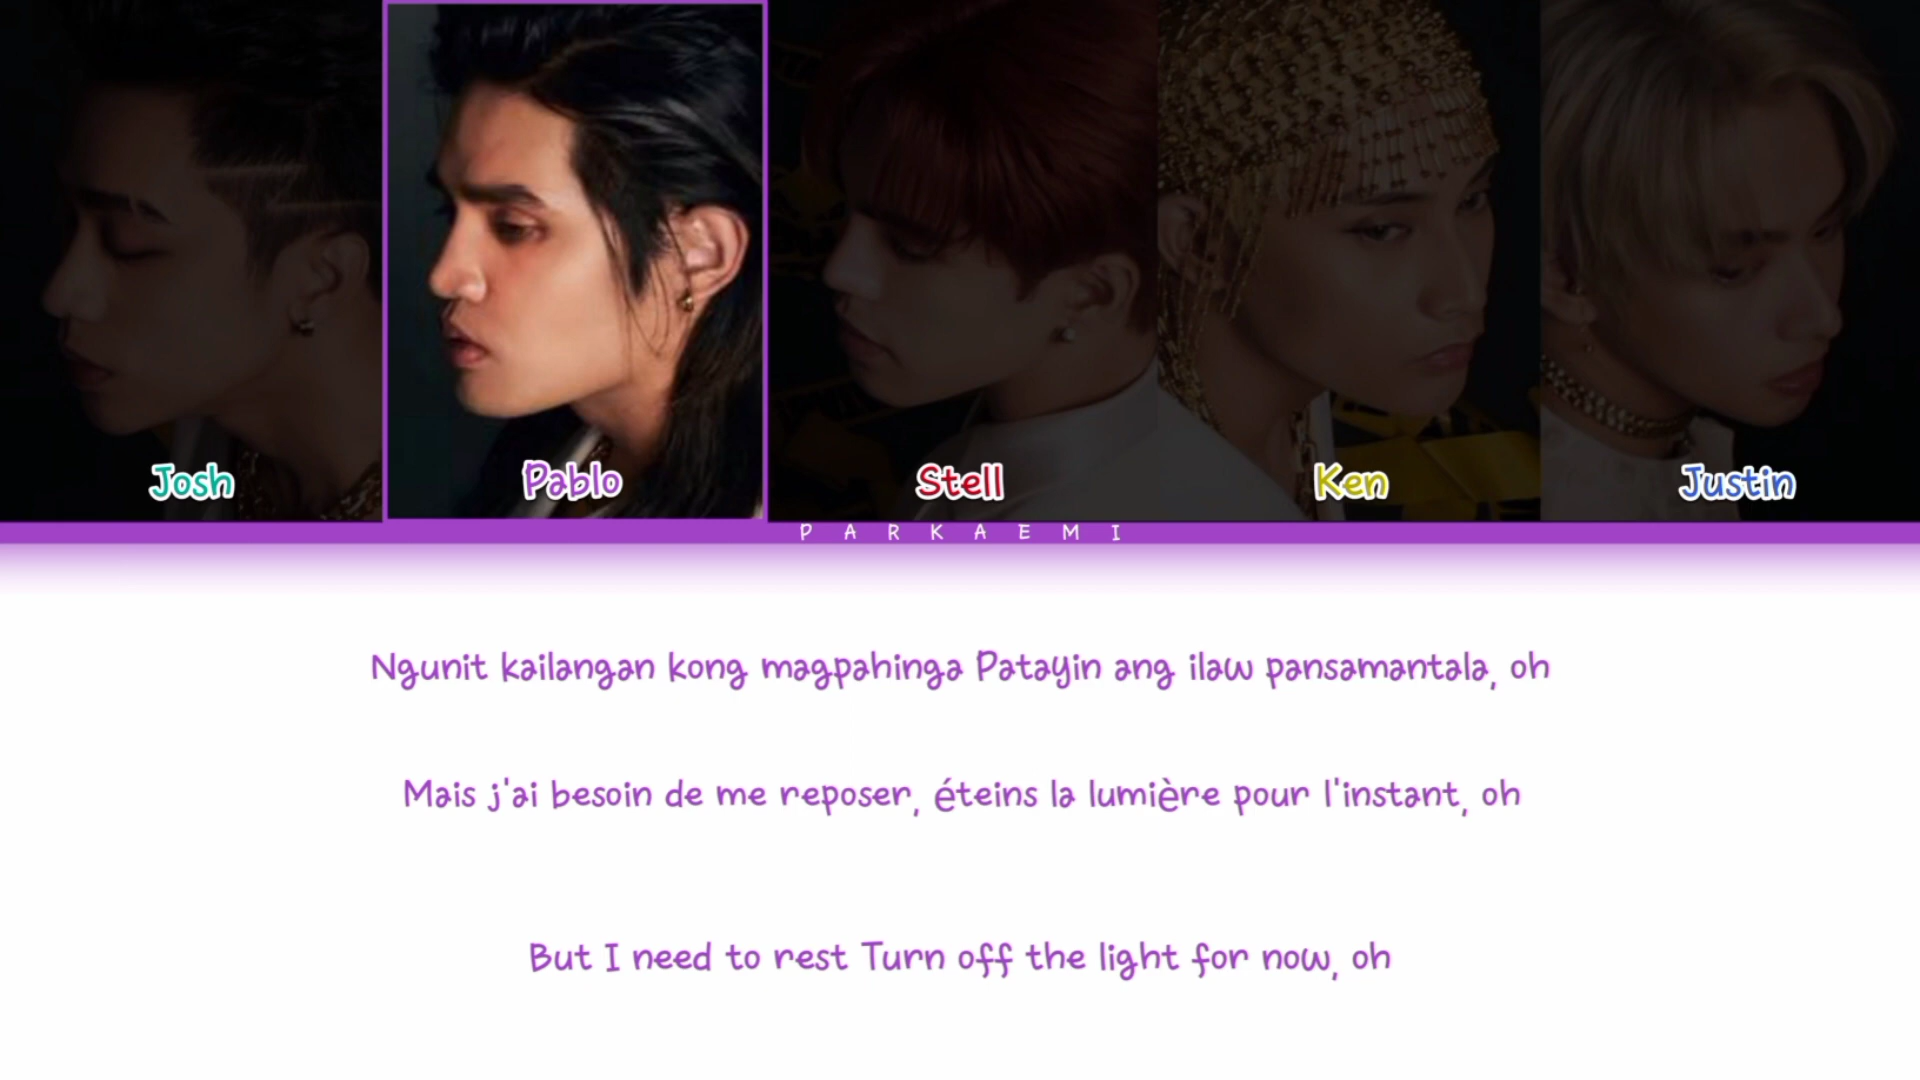 Josh
Pablo
Stell
Ken
Justin
PARKAEMI
Ngunit kailangan kong magpahinga Patayin ang ilaw pansamantala, oh
Mais j'ai besoin de me reposer, éteins la lumière pour l'instant, oh
But I need to rest Turn off the light for now, oh